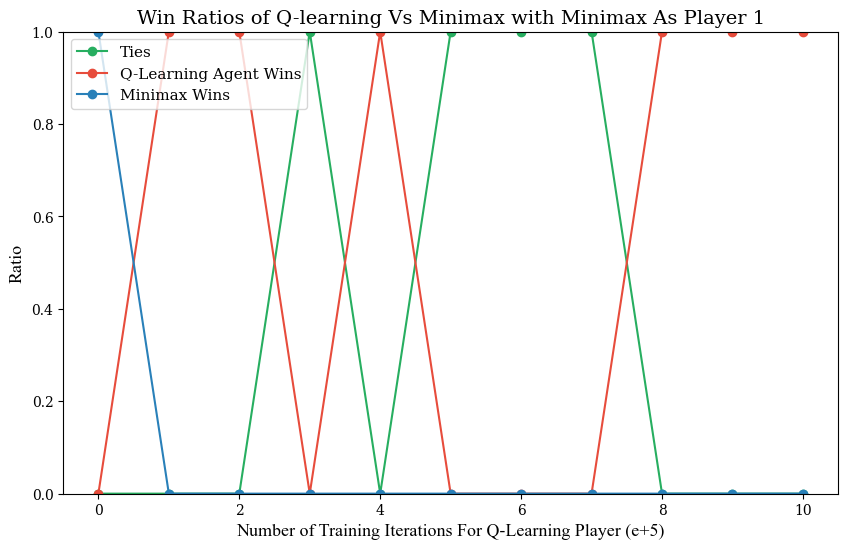 Win Ratios of Q-learning Vs Minimax with Minimax As Player 1
1.0
Ties
Q-Learning Agent Wins
Minimax Wins
0.8
0.6
Ratio
0.4
0.2
0.0
0 2 4 6 8 10
Number of Training Iterations For Q-Learning Player (e+5)